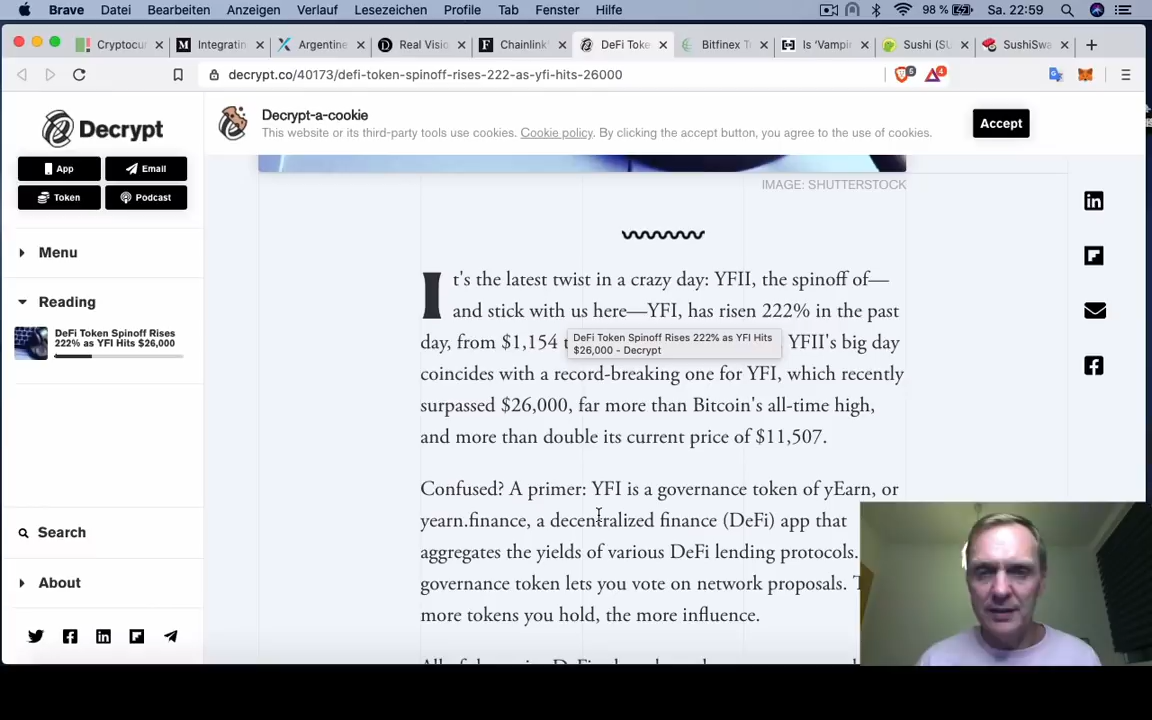 Brave Datei Bearbeiten Anzeigen Verlauf Lesezeichen Profile Tab Fenster Hilfe 98 % Sa. 22:59
Cryptocur Integratin Argentine Real Visio Chainlink' DeFi Toke Bitfinex T Is ‘Vampir Sushi (SU SushiSwa
decrypt.co/40173/defi-token-spinoff-rises-222-as-yfi-hits-26000 5 4
Decrypt
App Email
Token Podcast
Menu
Reading
DeFi Token Spinoff Rises
222% as YFI Hits $26,000
Search
About
Decrypt-a-cookie
This website or its third-party tools use cookies. Cookie policy. By clicking the accept button, you agree to the use of cookies.
Accept
IMAGE: SHUTTERSTOCK
It's the latest twist in a crazy day: YFII, the spinoff of—
and stick with us here—YFI, has risen 222% in the past
day, from $1,154 YFII's big day
DeFi Token Spinoff Rises 222% as YFI Hits
$26,000 - Decrypt
coincides with a record-breaking one for YFI, which recently
surpassed $26,000, far more than Bitcoin's all-time high,
and more than double its current price of $11,507.
Confused? A primer: YFI is a governance token of yEarn, or
yearn.finance, a decentralized finance (DeFi) app that
aggregates the yields of various DeFi lending protocols.
governance token lets you vote on network proposals. T
more tokens you hold, the more influence.